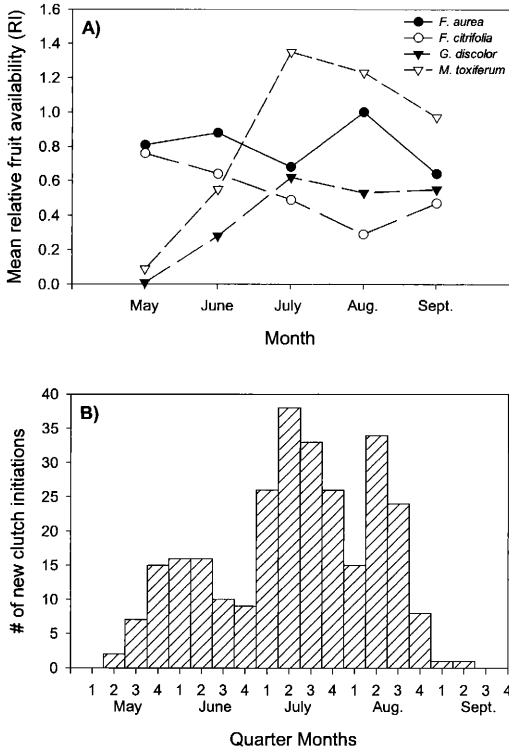 A)
F. aurea
F. citrifolia
G. discolor
M. toxiferum
Mean relative fruit availability (RI)
1.6
1.4
1.2
1.0
0.8
0.6
0.4
0.2
0.0
May June July Aug. Sept.
Month
B)
# of new clutch initiations
40
35
30
25
20
15
10
5
0
1 2 3 4 1 2 3 4 1 2 3 4 1 2 3 4 1 2 3 4
May June July Aug. Sept.
Quarter Months